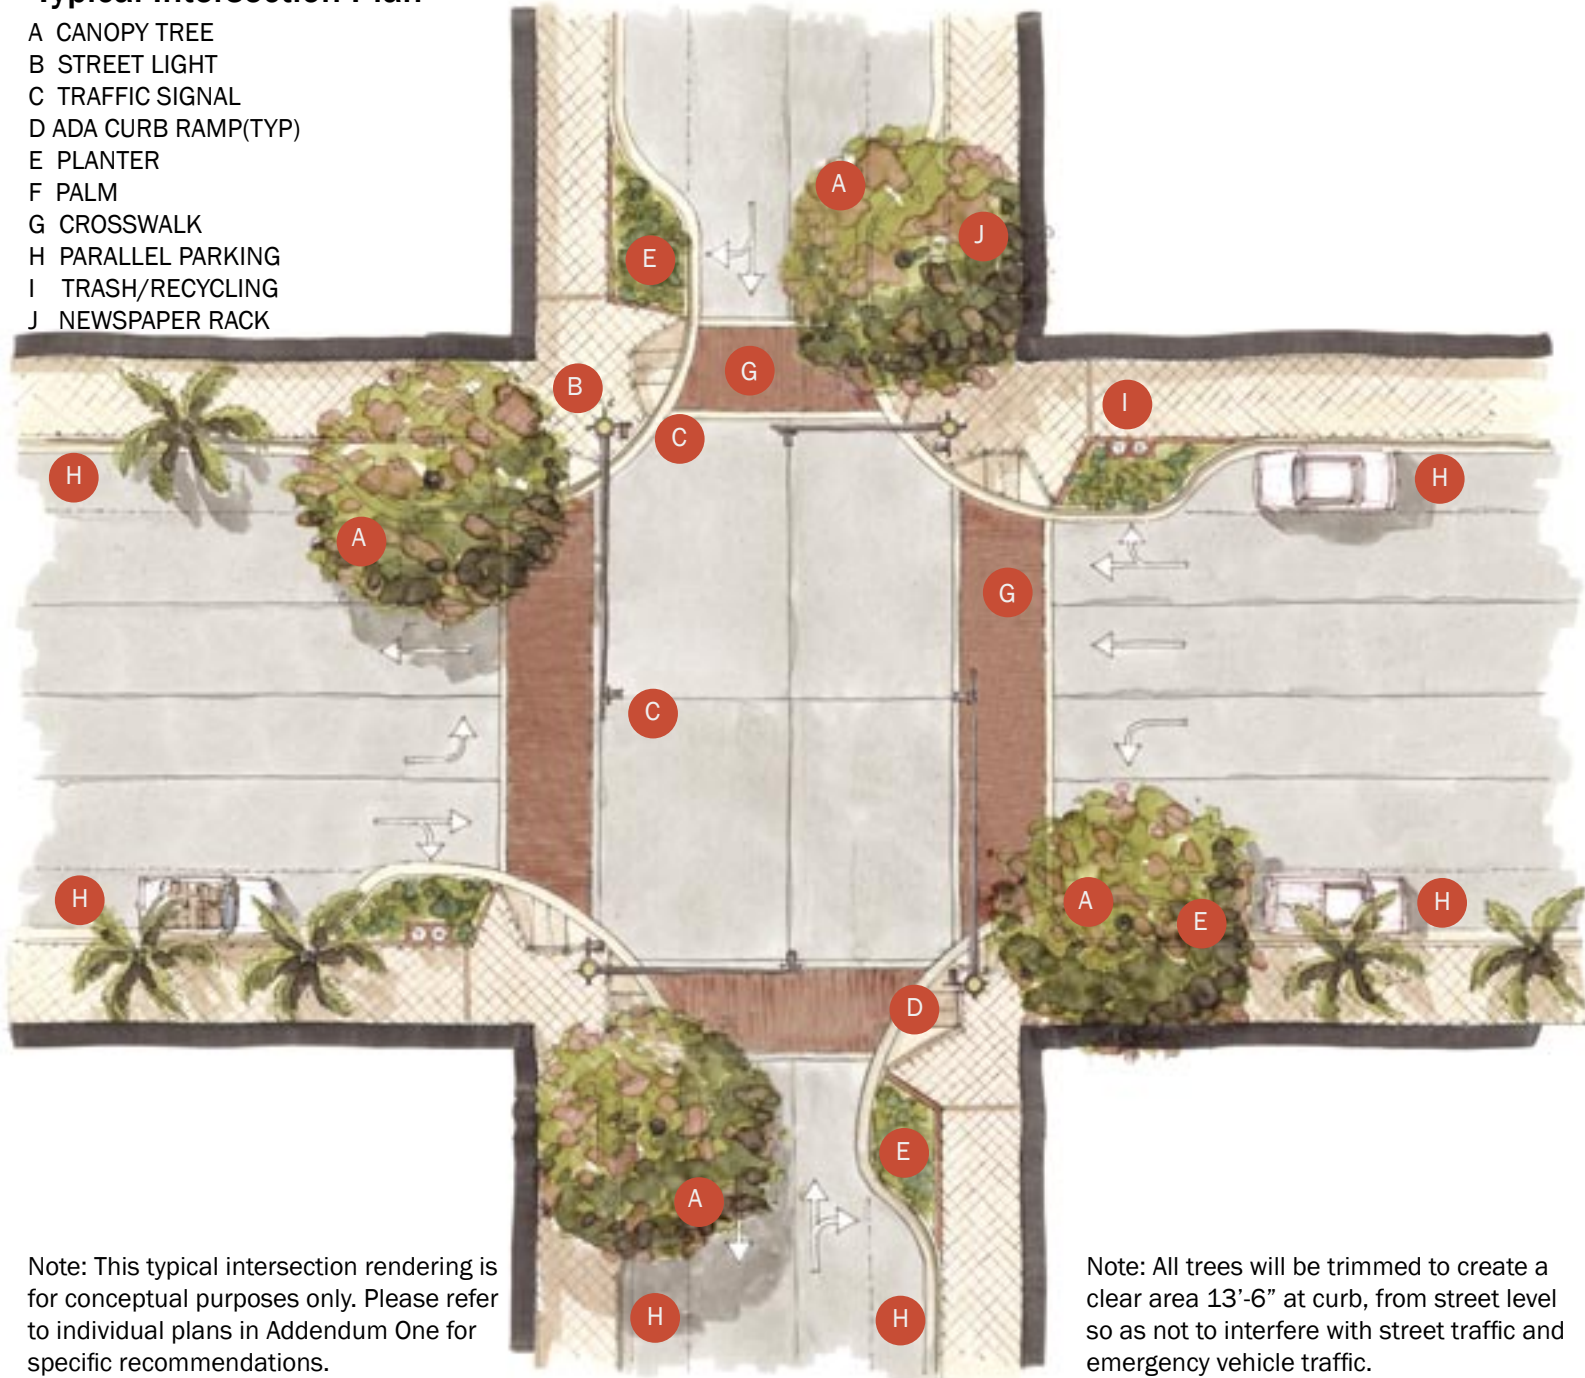 Typical Intersection Plan
A CANOPY TREE
B STREET LIGHT
C TRAFFIC SIGNAL
D ADA CURB RAMP(TYP)
E PLANTER
F PALM
G CROSSWALK
H PARALLEL PARKING
I TRASH/RECYCLING
J NEWSPAPER RACK
A
J
E
G
B
I
C
H
H
A
G
C
H
A
E
H
D
E
A
H
H
Note: This typical intersection rendering is
for conceptual purposes only. Please refer
to individual plans in Addendum One for
specific recommendations.
Note: All trees will be trimmed to create a
clear area 13’-6” at curb, from street level
so as not to interfere with street traffic and
emergency vehicle traffic.